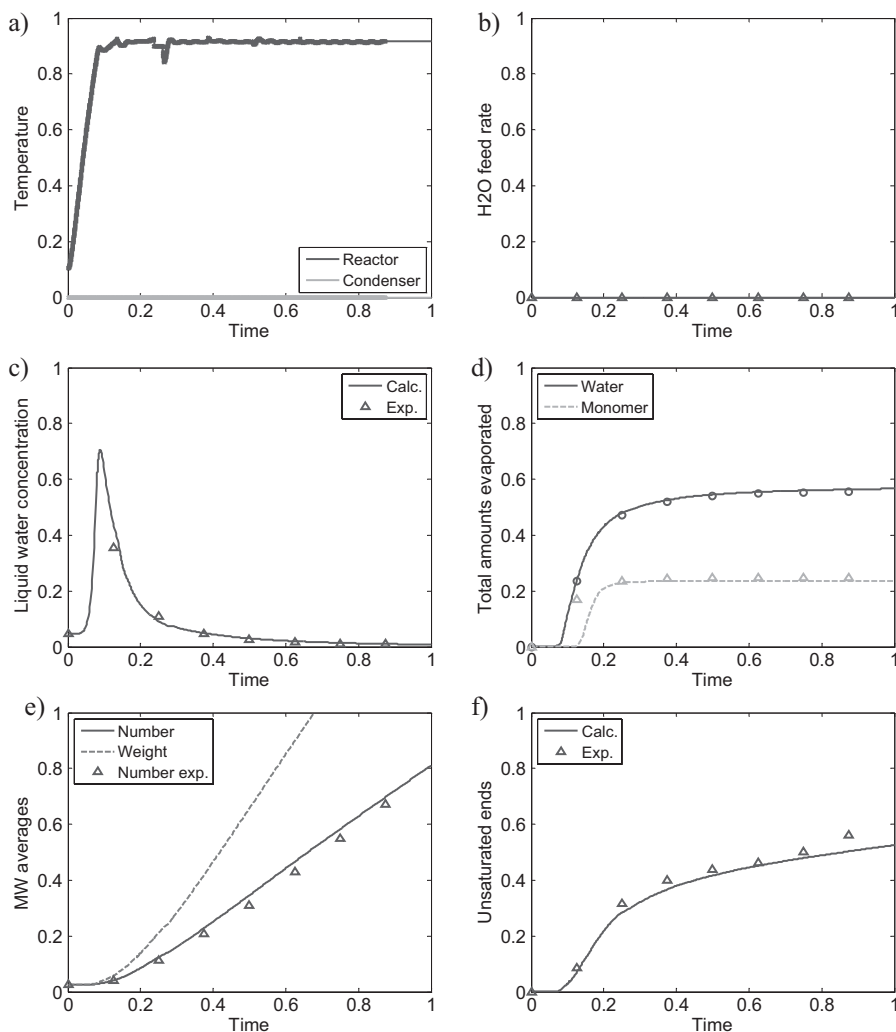 a)
1
0.8
0.6
0.4
0.2
0
Temperature
Reactor
Condenser
0 0.2 0.4 0.6 0.8 1
Time
b)
1
0.8
0.6
0.4
0.2
0
H2O feed rate
0 0.2 0.4 0.6 0.8 1
Time
c)
1
0.8
0.6
0.4
0.2
0
Liquid water concentration
Calc.
Exp.
0 0.2 0.4 0.6 0.8 1
Time
d)
1
0.8
0.6
0.4
0.2
0
Total amounts evaporated
Water
Monomer
0 0.2 0.4 0.6 0.8 1
Time
e)
1
0.8
0.6
0.4
0.2
0
MW averages
Number
Weight
Number exp.
0 0.2 0.4 0.6 0.8 1
Time
f)
1
0.8
0.6
0.4
0.2
0
Unsaturated ends
Calc.
Exp.
0 0.2 0.4 0.6 0.8 1
Time